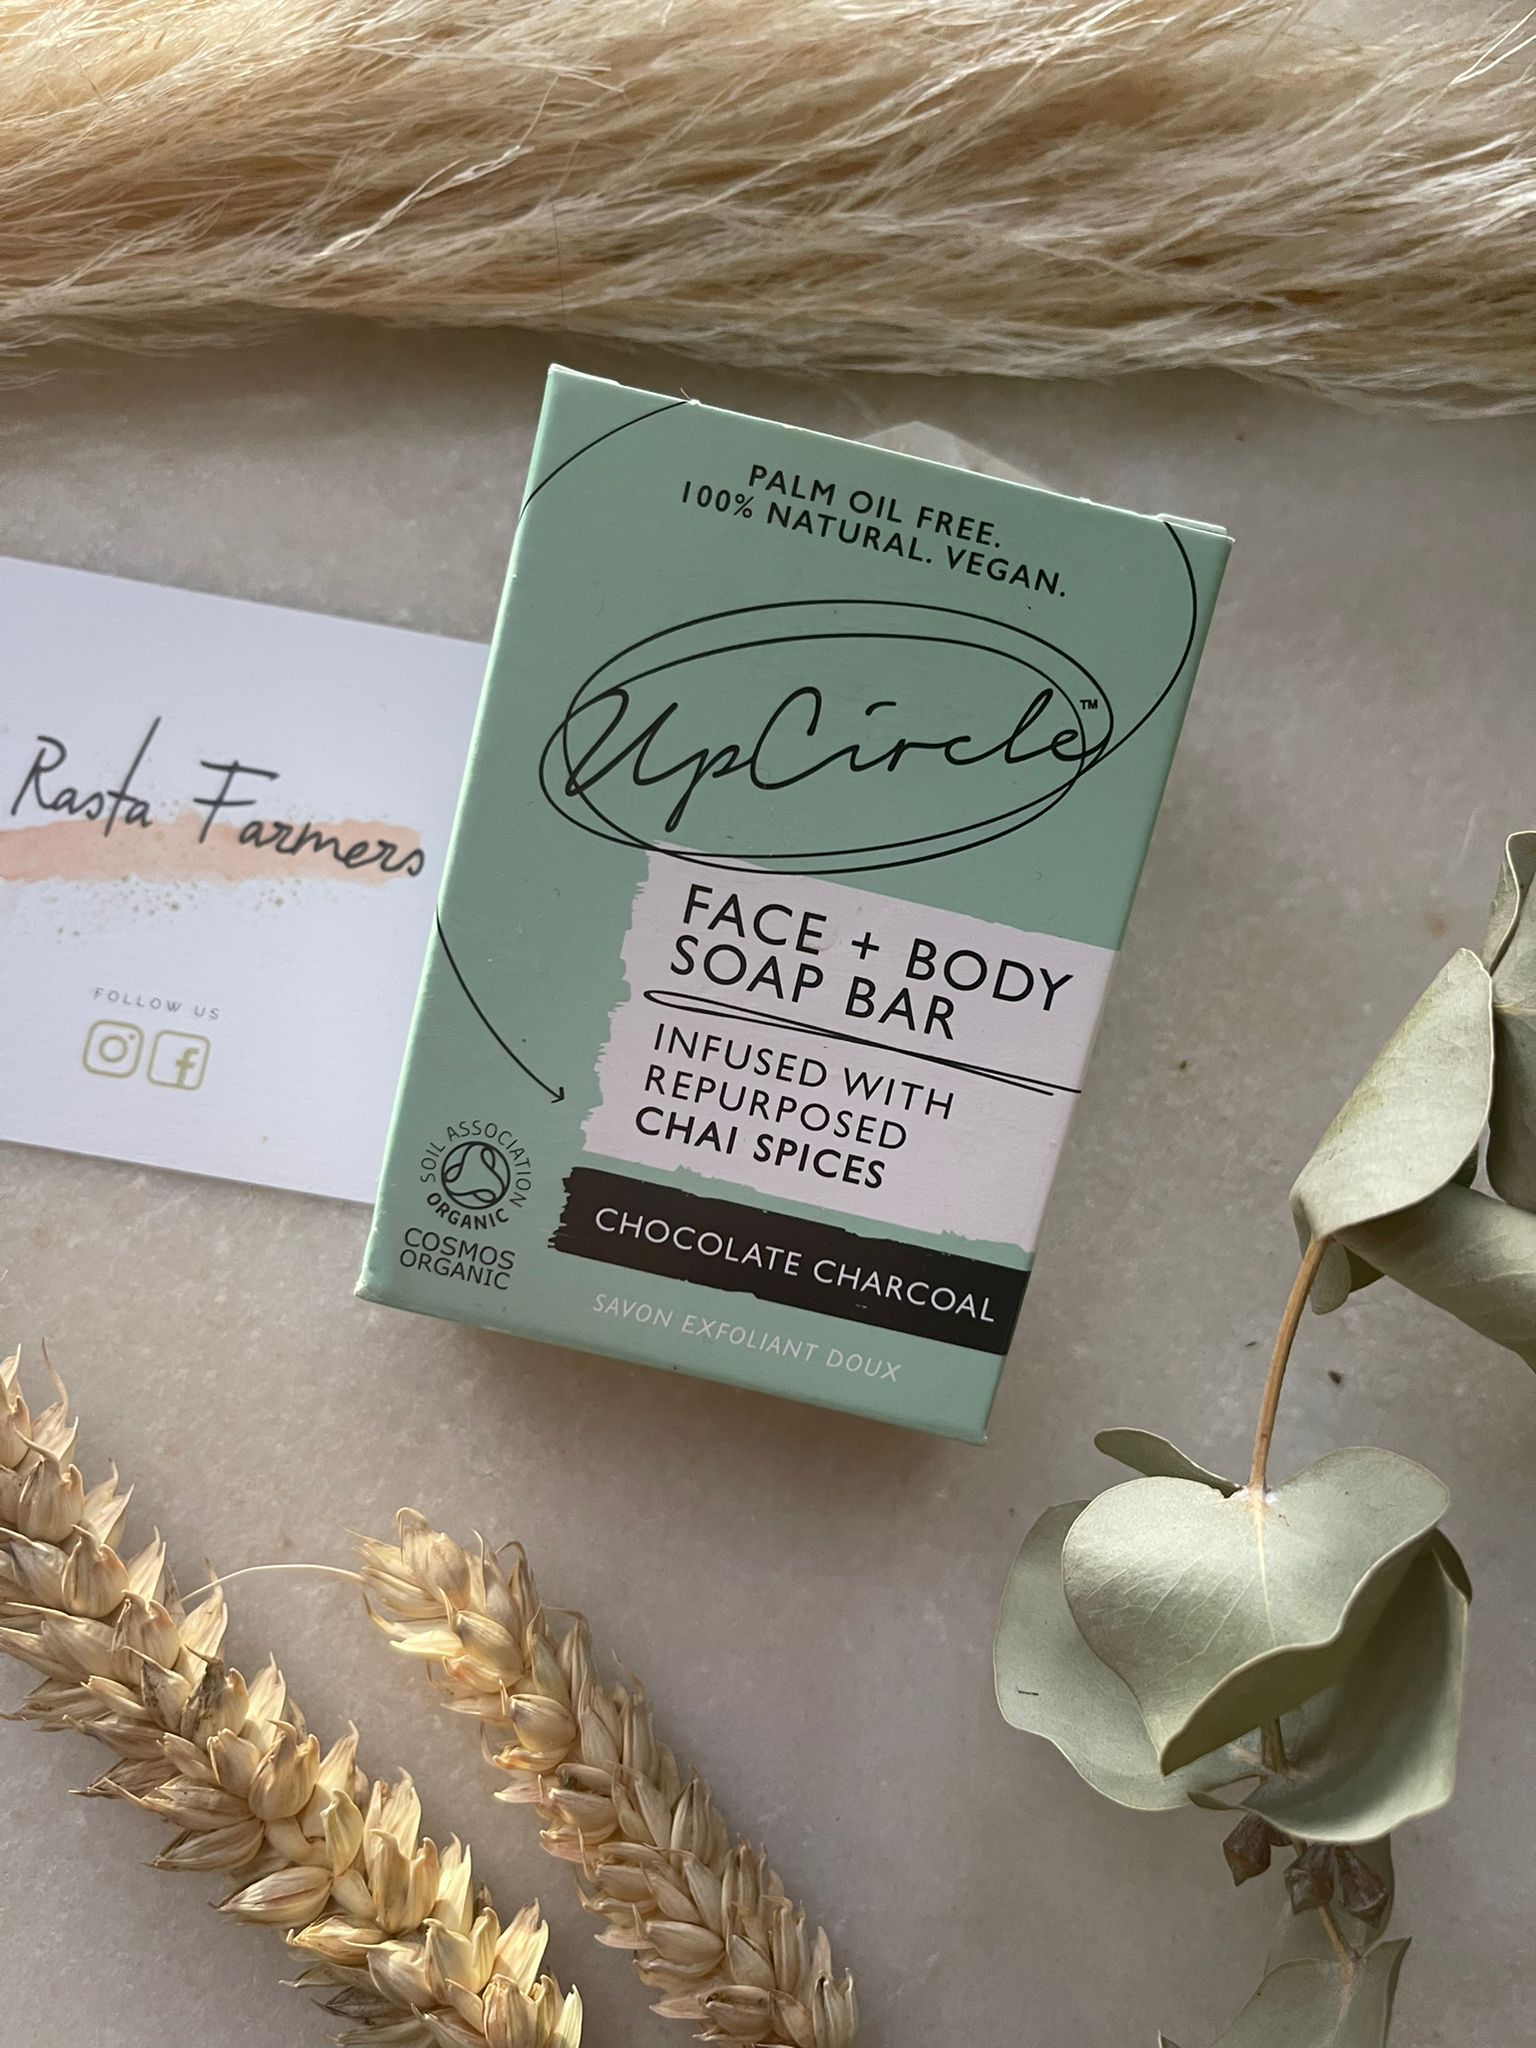 PALM OIL FREE.
100% NATURAL. VEGAN.
UpCircle™
FACE + BODY
SOAP BAR
INFUSED WITH
REPURPOSED
CHAI SPICES
CHOCOLATE CHARCOAL
SAVON EXFOLIANT DOUX
SOIL ASSOCIATION
ORGANIC
COSMOS
ORGANIC
Rasta Farmers
FOLLOW US